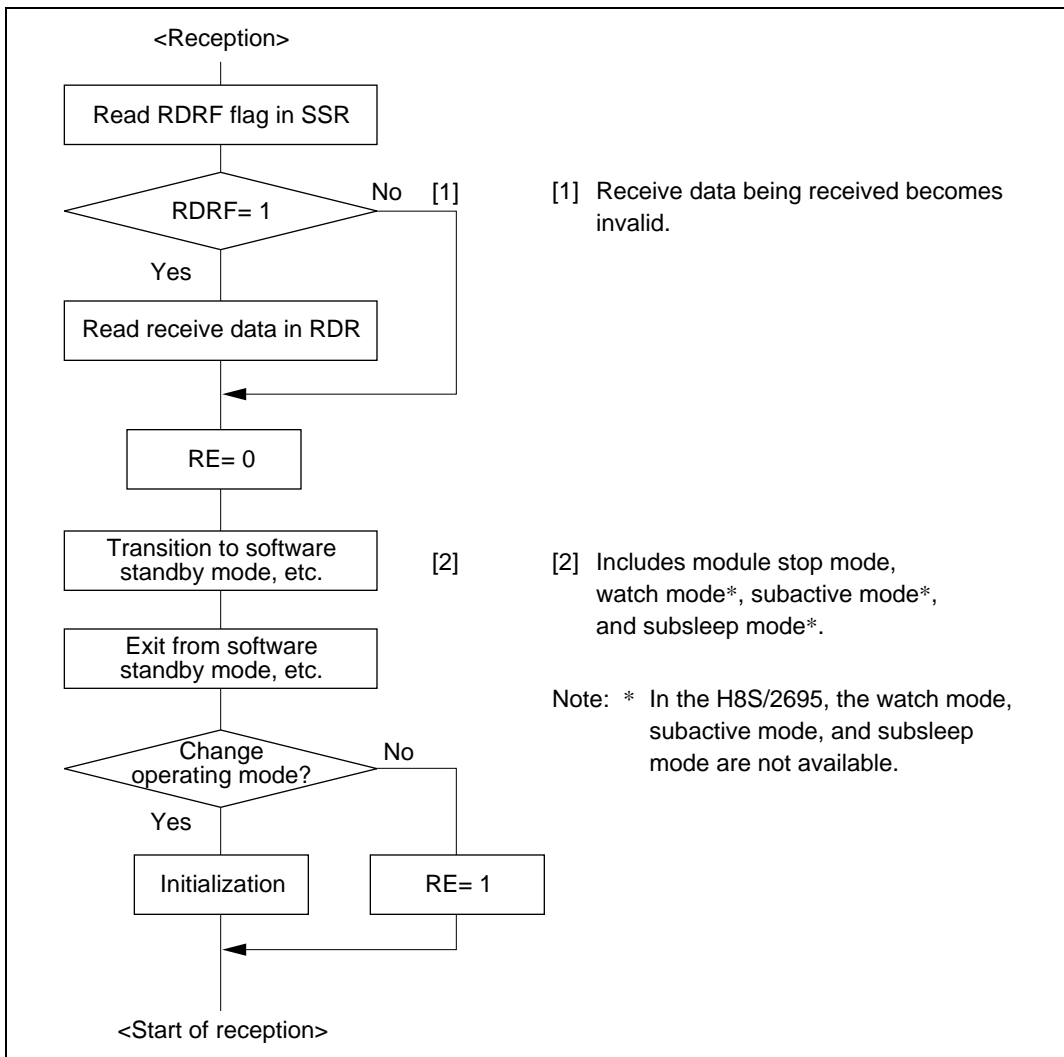 <Reception>
Read RDRF flag in SSR
RDRF= 1
No
[1]
[1] Receive data being received becomes
invalid.
Yes
Read receive data in RDR
RE= 0
Transition to software
standby mode, etc.
[2]
[2] Includes module stop mode,
watch mode*, subactive mode*,
and subsleep mode*.
Exit from software
standby mode, etc.
Note: * In the H8S/2695, the watch mode,
subactive mode, and subsleep
mode are not available.
Change
operating mode?
No
Yes
Initialization
RE= 1
<Start of reception>